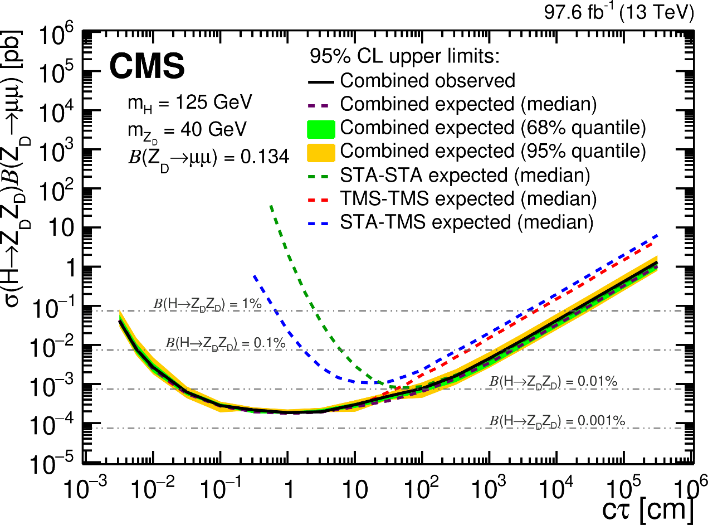 97.6 fb⁻¹ (13 TeV)
CMS
m_H = 125 GeV
m_{Z_D} = 40 GeV
𝓑(Z_D→μμ) = 0.134
95% CL upper limits:
Combined observed
Combined expected (median)
Combined expected (68% quantile)
Combined expected (95% quantile)
STA-STA expected (median)
TMS-TMS expected (median)
STA-TMS expected (median)
σ(H→Z_D Z_D)𝓑(Z_D→μμ) [pb]
10⁶
10⁵
10⁴
10³
10²
10
1
10⁻¹
10⁻²
10⁻³
10⁻⁴
10⁻⁵
𝓑(H→Z_DZ_D) = 1%
𝓑(H→Z_DZ_D) = 0.1%
𝓑(H→Z_DZ_D) = 0.01%
𝓑(H→Z_DZ_D) = 0.001%
10⁻³ 10⁻² 10⁻¹ 1 10 10² 10³ 10⁴ 10⁵ 10⁶
cτ [cm]